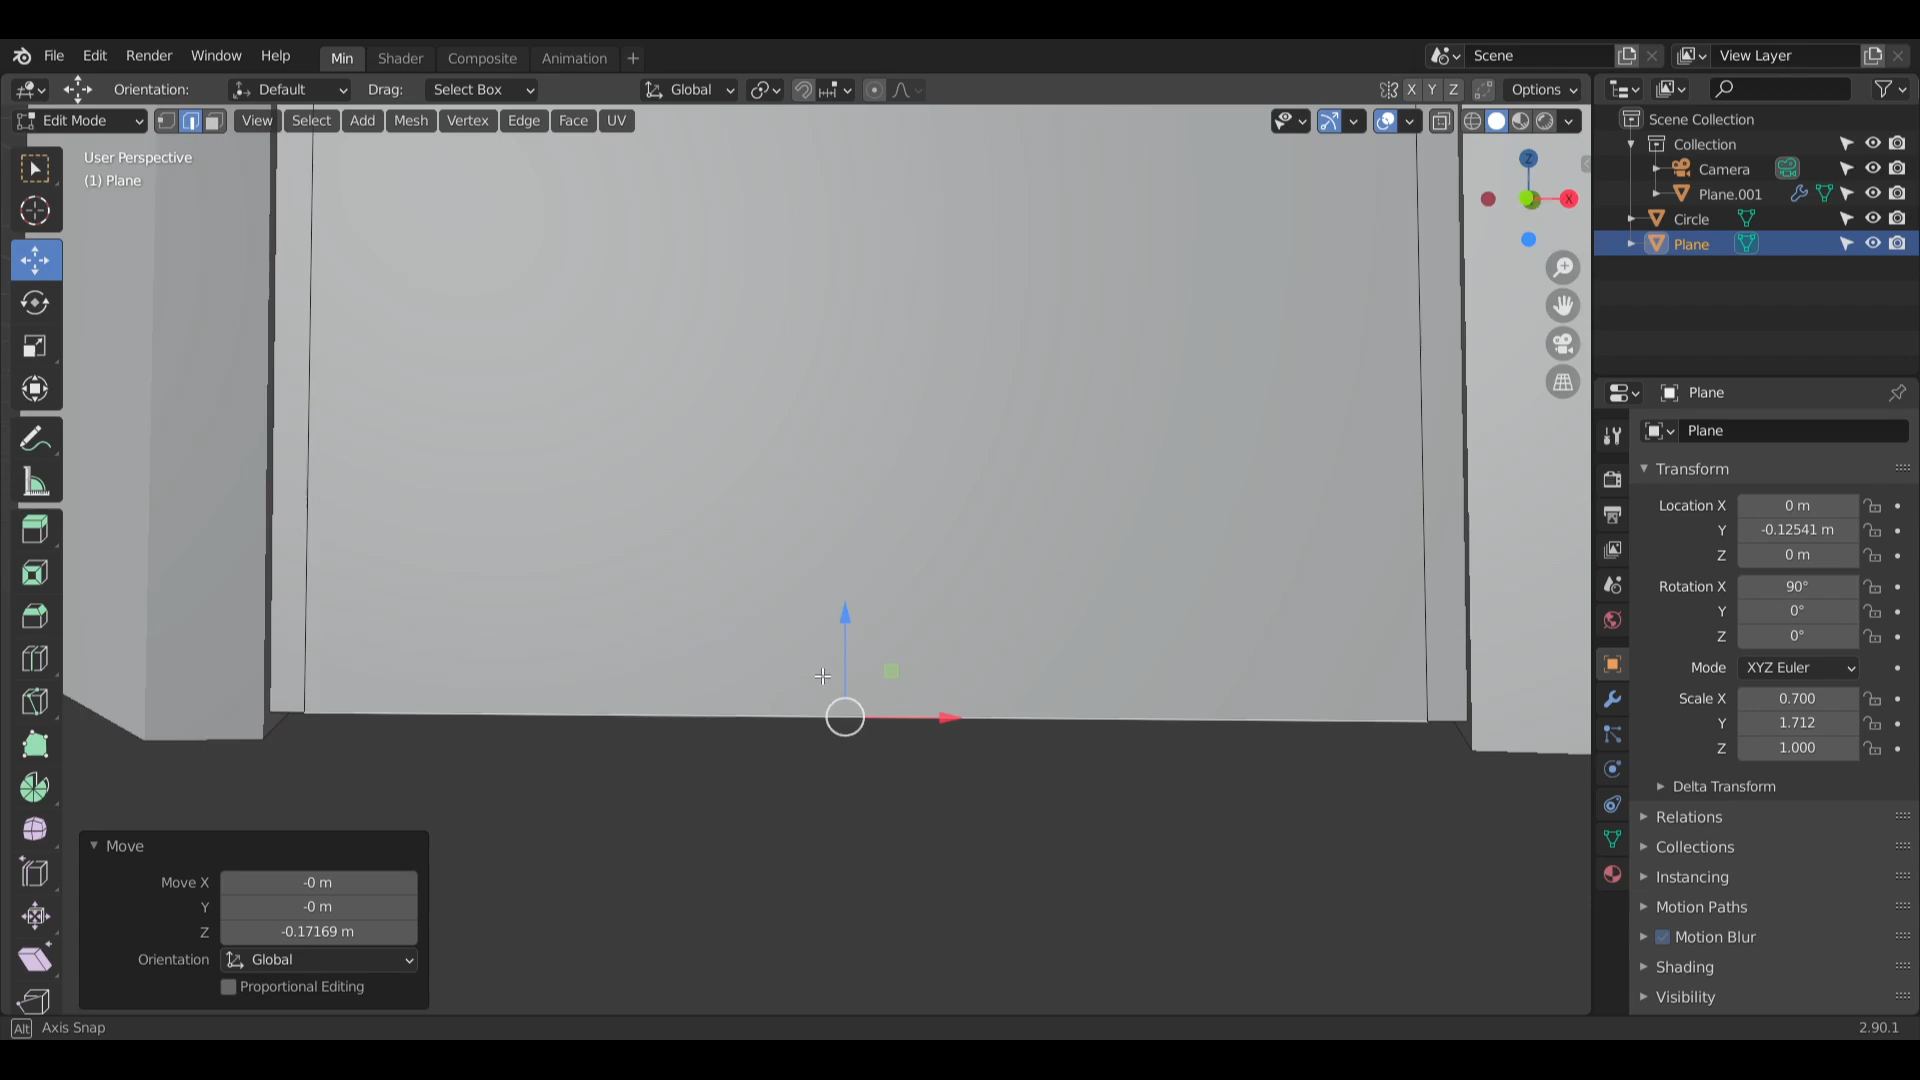 File Edit Render Window Help Min Shader Composite Animation + Scene View Layer
Orientation: Default Drag: Select Box Global X Y Z Options
Edit Mode View Select Add Mesh Vertex Edge Face UV
User Perspective
(1) Plane
Z
X
Scene Collection
Collection
Camera
Plane.001
Circle
Plane
Plane
Plane
Transform
Location X 0 m
Y -0.12541 m
Z 0 m
Rotation X 90°
Y 0°
Z 0°
Mode XYZ Euler
Scale X 0.700
Y 1.712
Z 1.000
Delta Transform
Relations
Collections
Instancing
Motion Paths
Motion Blur
Shading
Visibility
Move
Move X -0 m
Y -0 m
Z -0.17169 m
Orientation Global
Proportional Editing
Alt Axis Snap
2.90.1